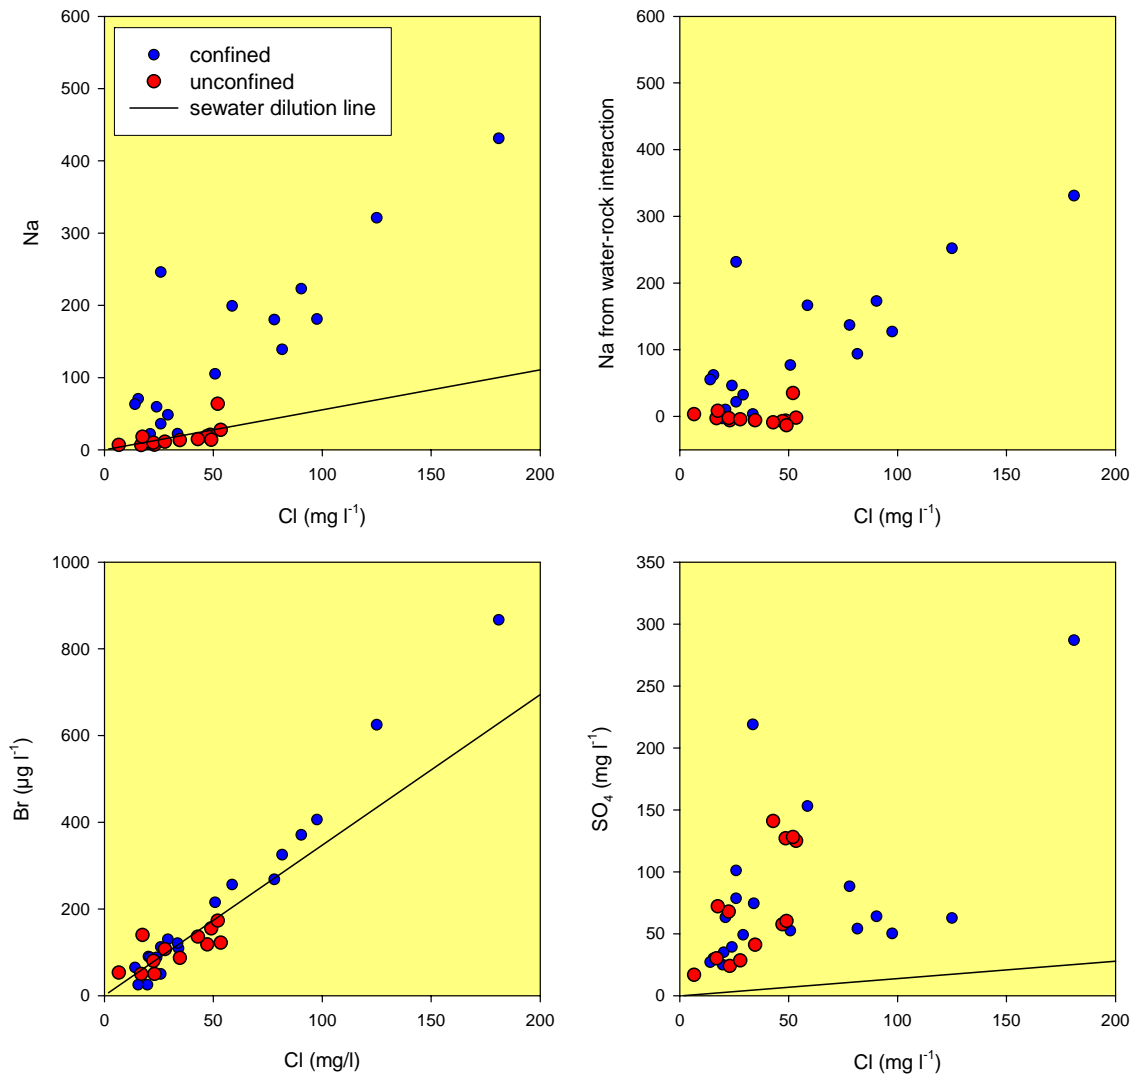 600
500
400
300
200
100
0
Na
confined
unconfined
sewater dilution line
0 50 100 150 200
Cl (mg l⁻¹)
600
500
400
300
200
100
0
Na from water-rock interaction
0 50 100 150 200
Cl (mg l⁻¹)
1000
800
600
400
200
0
Br (µg l⁻¹)
0 50 100 150 200
Cl (mg/l)
350
300
250
200
150
100
50
0
SO₄ (mg l⁻¹)
0 50 100 150 200
Cl (mg l⁻¹)